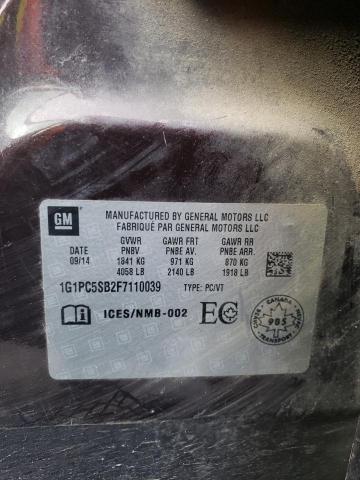 GM
MANUFACTURED BY GENERAL MOTORS LLC
FABRIQUÉ PAR GENERAL MOTORS LLC
GVWR GAWR FRT GAWR RR
DATE PNBV PNBE AV. PNBE ARR.
09/14 1841 KG 971 KG 870 KG
4058 LB 2140 LB 1918 LB
1G1PC5SB2F7110039 TYPE: PC/VT
ICES/NMB-002 EC
CANADA
905
TRANSPORT